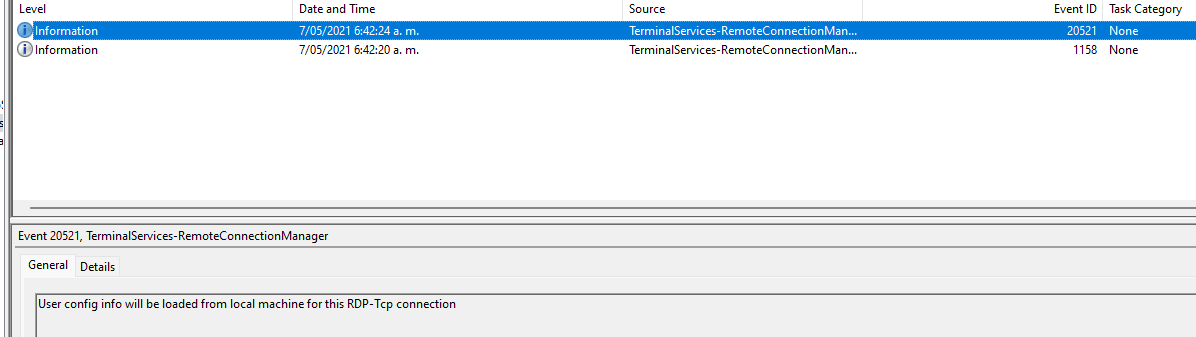 Level Date and Time Source Event ID Task Category
Information 7/05/2021 6:42:24 a. m. TerminalServices-RemoteConnectionMan... 20521 None
Information 7/05/2021 6:42:20 a. m. TerminalServices-RemoteConnectionMan... 1158 None
Event 20521, TerminalServices-RemoteConnectionManager
General Details
User config info will be loaded from local machine for this RDP-Tcp connection